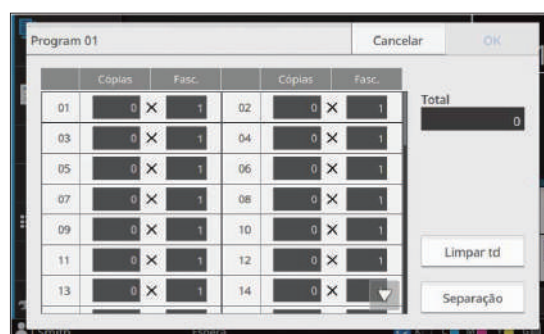 Program 01 Cancelar OK
Cópias Fasc. Cópias Fasc.
Total
0
01 0 X 1 02 0 X 1
03 0 X 1 04 0 X 1
05 0 X 1 06 0 X 1
07 0 X 1 08 0 X 1
09 0 X 1 10 0 X 1
11 0 X 1 12 0 X 1
Limpar td
13 0 X 1 14 0 X
Separação
J.Smith Espera